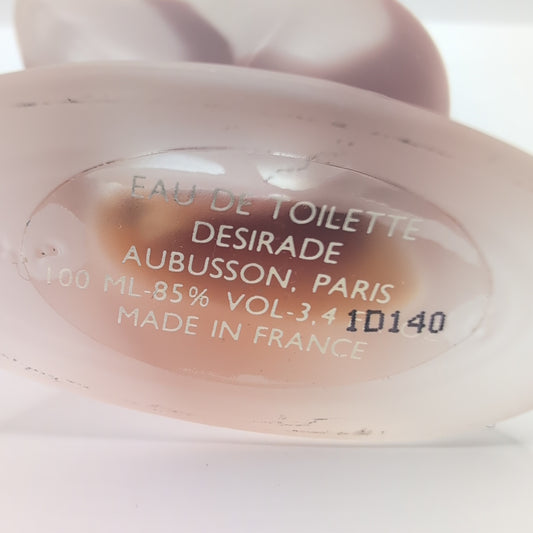 EAU DE TOILETTE
DESIRADE
AUBUSSON, PARIS
100 ML-85% VOL-3,4
1D140
MADE IN FRANCE